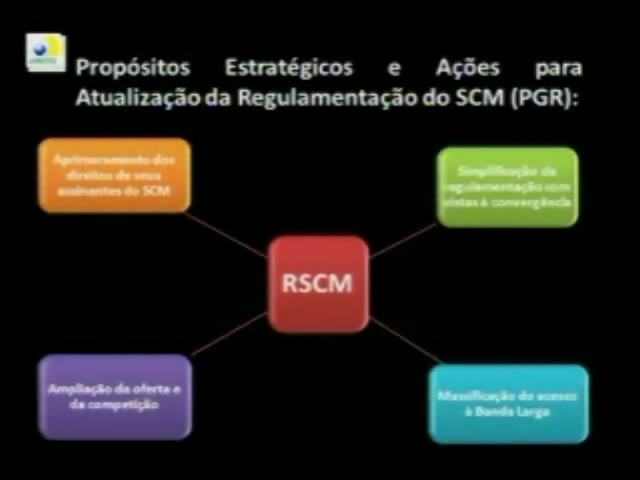 Propósitos Estratégicos e Ações para
Atualização da Regulamentação do SCM (PGR):
Aprimoramento dos
direitos de seus
assinantes do SCM
Simplificação da
regulamentação com
vistas à convergência
RSCM
Ampliação da oferta e
da competição
Massificação do acesso
à Banda Larga